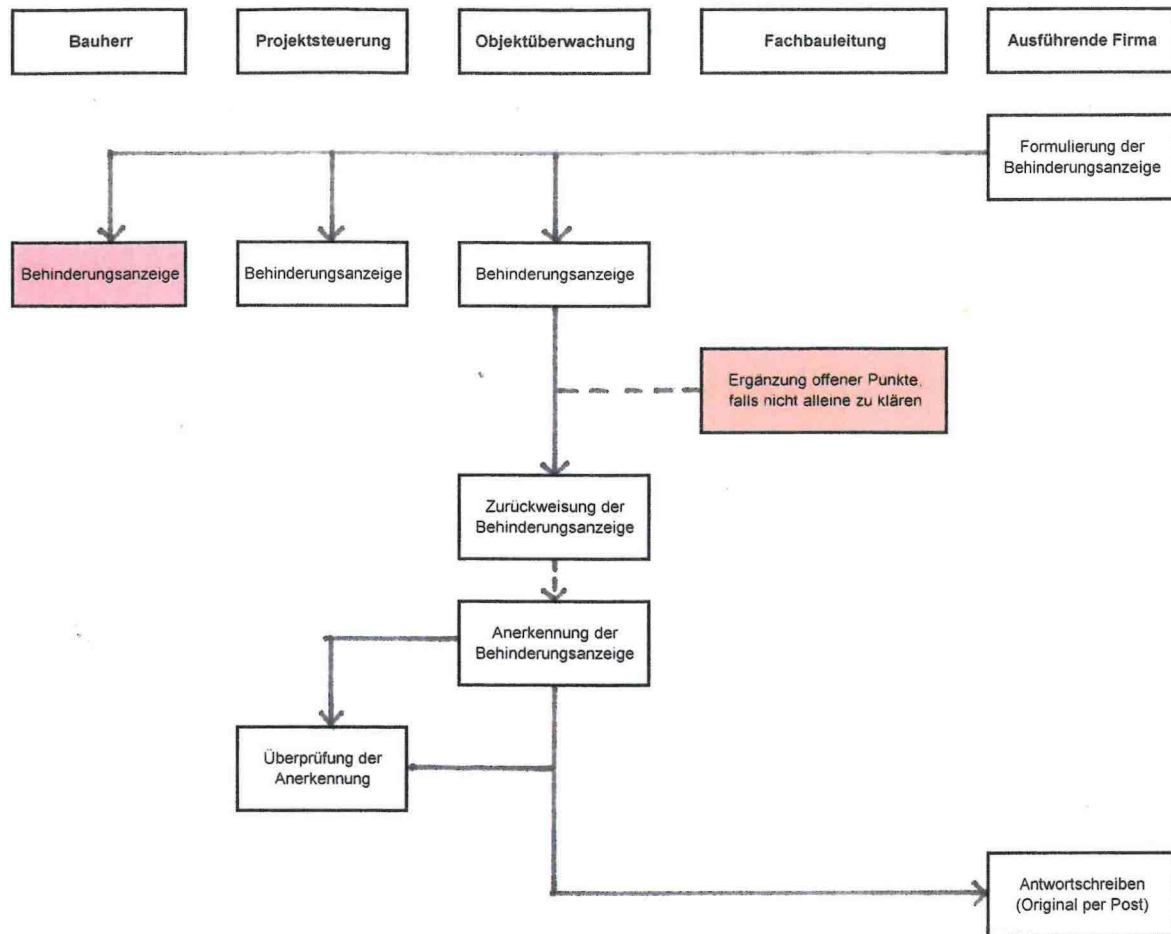 Bauherr
Projektsteuerung
Objektüberwachung
Fachbauleitung
Ausführende Firma
Formulierung der
Behinderungsanzeige
Behinderungsanzeige
Behinderungsanzeige
Behinderungsanzeige
Ergänzung offener Punkte,
falls nicht alleine zu klären
Zurückweisung der
Behinderungsanzeige
Anerkennung der
Behinderungsanzeige
Überprüfung der
Anerkennung
Antwortschreiben
(Original per Post)